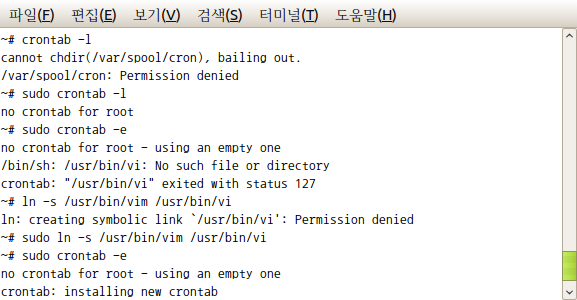 파일(F) 편집(E) 보기(V) 검색(S) 터미널(T) 도움말(H)
~# crontab -l
cannot chdir(/var/spool/cron), bailing out.
/var/spool/cron: Permission denied
~# sudo crontab -l
no crontab for root
~# sudo crontab -e
no crontab for root - using an empty one
/bin/sh: /usr/bin/vi: No such file or directory
crontab: "/usr/bin/vi" exited with status 127
~# ln -s /usr/bin/vim /usr/bin/vi
ln: creating symbolic link `/usr/bin/vi': Permission denied
~# sudo ln -s /usr/bin/vim /usr/bin/vi
~# sudo crontab -e
no crontab for root - using an empty one
crontab: installing new crontab